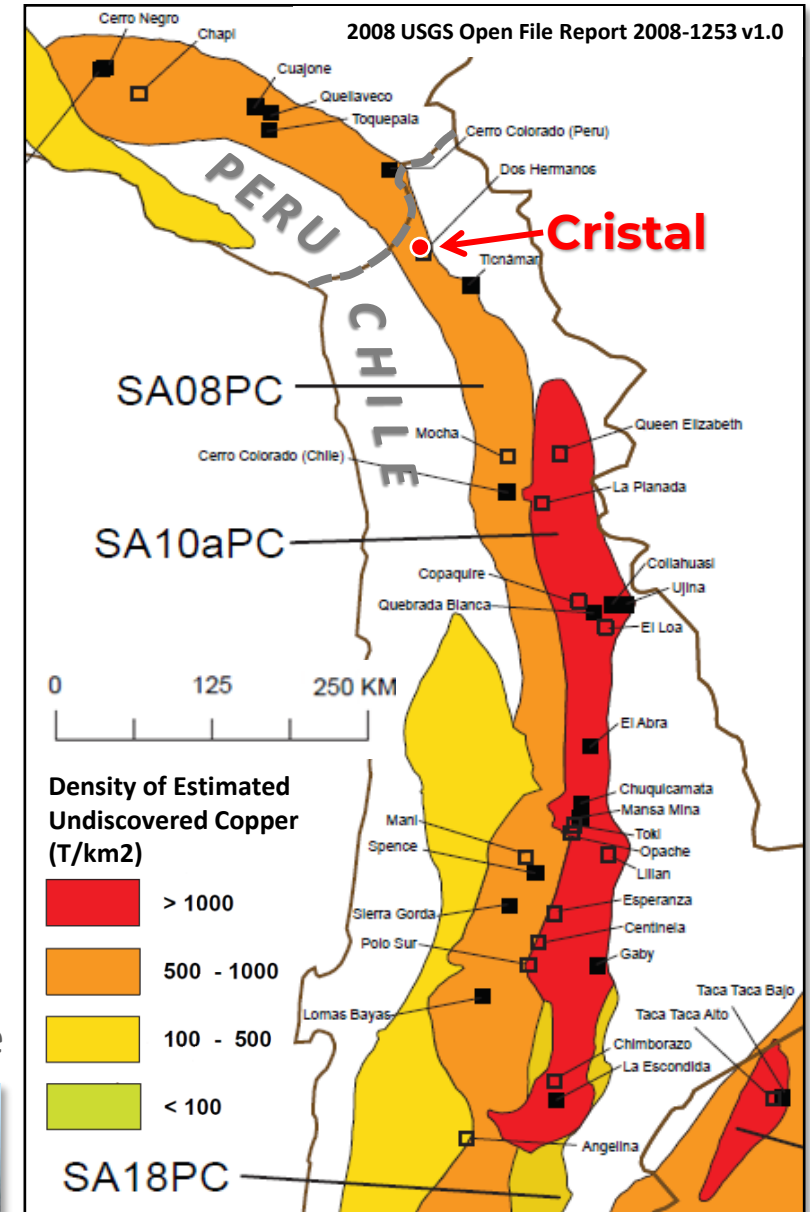 2008 USGS Open File Report 2008-1253 v1.0
Cerro Negro
Chapi
Cuajone
Quellaveco
Toquepala
Cerro Colorado (Peru)
Dos Hermanos
PERU
Cristal
Ticnámar
CHILE
SA08PC
Mocha
Queen Elizabeth
Cerro Colorado (Chile)
La Planada
SA10aPC
Copaquire
Collahuasi
Ujina
Quebrada Blanca
El Loa
0 125 250 KM
El Abra
Density of Estimated
Undiscovered Copper
(T/km2)
Chuquicamata
Mansa Mina
Mani
Toki
Spence
Opache
Lilian
> 1000
Esperanza
Sierra Gorda
Centinela
Polo Sur
Gaby
500 - 1000
Taca Taca Bajo
Lomas Bayas
Taca Taca Alto
100 - 500
Chimborazo
La Escondida
< 100
Angelina
SA18PC